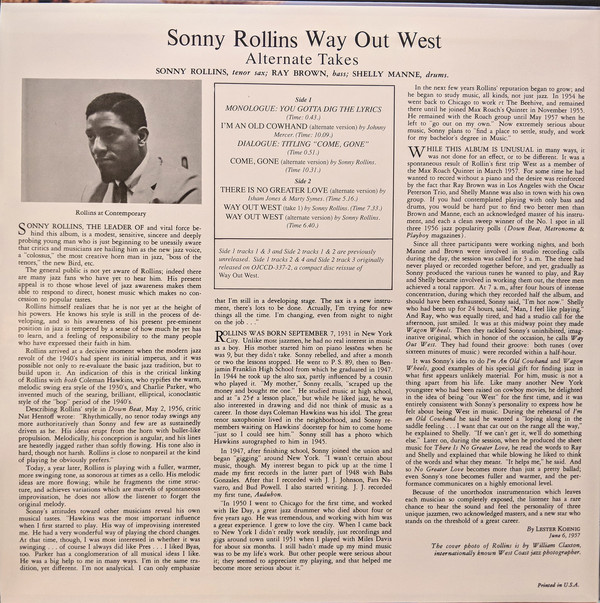 Sonny Rollins Way Out West
Alternate Takes
SONNY ROLLINS, tenor sax; RAY BROWN, bass; SHELLY MANNE, drums.
Rollins at Contemporary
SONNY ROLLINS, THE LEADER OF and vital force be-
hind this album, is a modest, sensitive, sincere and deeply
probing young man who is just beginning to be uneasily aware
that critics and musicians are hailing him as the new jazz voice,
a "colossus," the most creative horn man in jazz, "boss of the
tenors," the new Bird, etc.
The general public is not yet aware of Rollins; indeed there
are many jazz fans who have yet to hear him. His present
appeal is to those whose level of jazz awareness makes them
able to respond to direct, honest music which makes no con-
cession to popular tastes.
Rollins himself realizes that he is not yet at the height of
his powers. He knows his style is still in the process of de-
veloping, and so his awareness of his present pre-eminent
position in jazz is tempered by a sense of how much he yet has
to learn, and a feeling of responsibility to the many people
who have expressed their faith in him.
Rollins arrived at a decisive moment when the modern jazz
revolt of the 1940's had spent its initial impetus, and it was
possible not only to re-evaluate the basic jazz tradition, but to
build upon it. An indication of this is the critical linking
of Rollins with both Coleman Hawkins, who typifies the warm,
melodic swing era style of the 1930's, and Charlie Parker, who
invented much of the searing, brilliant, elliptical, iconoclastic
style of the "bop" period of the 1940's.
Describing Rollins' style in Down Beat, May 2, 1956, critic
Nat Hentoff wrote: "Rhythmically, no tenor today swings any
more authoritatively than Sonny and few are as sustainedly
driven as he. His ideas erupt from the horn with bullet-like
propulsion. Melodically, his conception is angular, and his lines
are heatedly jagged rather than softly flowing. His tone also is
hard, though not harsh. Rollins is close to nonpareil at the kind
of playing he obviously prefers."
Today, a year later, Rollins is playing with a fuller, warmer,
more swinging tone, as sonorous at times as a cello. His melodic
ideas are more flowing; while he fragments the time struc-
ture, and achieves variations which are marvels of spontaneous
improvisation, he does not allow the listener to forget the
original melody.
Sonny's attitudes toward other musicians reveal his own
musical tastes. "Hawkins was the most important influence
when I first started to play. His way of improvising interested
me. He had a very wonderful way of playing the chord changes.
At that time, though, I was most interested in whether it was
swinging . . . of course I always did like Pres . . . I liked Byas,
too. Parker has a conglomeration of all musical ideas I like.
He was a big help to me in many ways. I'm in the same tra-
dition, yet different. I'm not analytical. I can only emphasize
Side 1
MONOLOGUE: YOU GOTTA DIG THE LYRICS
(Time: 0.43.)
I'M AN OLD COWHAND (alternate version) by Johnny
Mercer. (Time: 10.09.)
DIALOGUE: TITLING "COME, GONE"
(Time 0.51.)
COME, GONE (alternate version) by Sonny Rollins.
(Time 10.31.)
Side 2
THERE IS NO GREATER LOVE (alternate version) by
Isham Jones & Marty Symes. (Time 5.16.)
WAY OUT WEST (take 1) by Sonny Rollins. (Time 7.33.)
WAY OUT WEST (alternate version) by Sonny Rollins.
(Time 6.40.)
Side 1 tracks 1 & 3 and Side 2 tracks 1 & 2 are previously
unreleased. Side 1 tracks 2 & 4 and Side 2 track 3 originally
released on OJCCD-337-2, a compact disc reissue of
Way Out West.
that I'm still in a developing stage. The sax is a new instru-
ment, there's lots to be done. Actually, I'm trying for new
things all the time. I'm changing, even from night to night
on the job . . ."
ROLLINS WAS BORN SEPTEMBER 7, 1931 in New York
City. Unlike most jazzmen, he had no real interest in music
as a boy. His mother started him on piano lessons when he
was 9, but they didn't take. Sonny rebelled, and after a month
or two the lessons stopped. He went to P.S. 89, then to Ben-
jamin Franklin High School from which he graduated in 1947.
In 1944 he took up the alto sax, partly influenced by a cousin
who played it. "My mother," Sonny recalls, "scraped up the
money and bought me one." He studied music at high school,
and at "a 25¢ a lesson place," but while he liked jazz, he was
also interested in drawing and did not think of music as a
career. In those days Coleman Hawkins was his idol. The great
tenor saxophonist lived in the neighborhood, and Sonny re-
members waiting on Hawkins' doorstep for him to come home
"just so I could see him." Sonny still has a photo which
Hawkins autographed to him in 1945.
In 1947, after finishing school, Sonny joined the union and
began "gigging" around New York. "I wasn't certain about
music, though. My interest began to pick up at the time I
made my first records in the latter part of 1948 with Babs
Gonzales. After that I recorded with J. J. Johnson, Fats Na-
varro, and Bud Powell. I also started writing. J. J. recorded
my first tune, Audubon.
"In 1950 I went to Chicago for the first time, and worked
with Ike Day, a great jazz drummer who died about four or
five years ago. He was tremendous, and working with him was
a great experience. I grew to love the city. When I came back
to New York I didn't really work steadily, just recordings and
gigs around town until 1951 when I played with Miles Davis
for about six months. I still hadn't made up my mind music
was to be my life's work. But other people were serious about
it; they seemed to appreciate my playing, and that helped me
become more serious about it."
In the next few years Rollins' reputation began to grow; and
he began to study music, all kinds, not just jazz. In 1954 he
went back to Chicago to work at The Beehive, and remained
there until he joined Max Roach's Quintet in November 1955.
He remained with the Roach group until May 1957 when he
left to "go out on my own." Now extremely serious about
music, Sonny plans to "find a place to settle, study, and work
for my bachelor's degree in Music."
WHILE THIS ALBUM IS UNUSUAL in many ways, it
was not done for an effect, or to be different. It was a
spontaneous result of Rollins's first trip West as a member of
the Max Roach Quintet in March 1957. For some time he had
wanted to record without a piano and the desire was reinforced
by the fact that Ray Brown was in Los Angeles with the Oscar
Peterson Trio, and Shelly Manne was also in town with his own
group. If you had contemplated playing with only bass and
drums, you would be hard put to find two better men than
Brown and Manne, each an acknowledged master of his instru-
ment, and each a clean sweep winner of the No. 1 spot in all
three 1956 jazz popularity polls (Down Beat, Metronome &
Playboy magazines).
Since all three participants were working nights, and both
Manne and Brown were involved in studio recording calls
during the day, the session was called for 3 a.m. The three had
never played or recorded together before, and yet, gradually as
Sonny produced the various tunes he wanted to play, and Ray
and Shelly became involved in working them out, the three men
achieved a total rapport. At 7 a.m., after four hours of intense
concentration, during which they recorded half the album, and
should have been exhausted, Sonny said, "I'm hot now." Shelly
who had been up for 24 hours, said, "Man, I feel like playing."
And Ray, who was equally tired, and had a studio call for the
afternoon, just smiled. It was at this midway point they made
Wagon Wheels. Then they tackled Sonny's uninhibited, imag-
inative original, which in honor of the occasion, he calls Way
Out West. They had found their groove: both tunes (over
sixteen minutes of music) were recorded within a half-hour.
It was Sonny's idea to do I'm An Old Cowhand and Wagon
Wheels, good examples of his special gift for finding jazz in
what first appears unlikely material. For him, music is not a
thing apart from his life. Like many another New York
youngster who had been raised on cowboy movies, he delighted
in the idea of being "out West" for the first time, and it was
entirely consistent with Sonny's personality to express how he
felt about being West in music. During the rehearsal of I'm
an Old Cowhand he said he wanted a "loping along in the
saddle feeling . . . I want that car out on the range all the way,"
he explained to Shelly. "If we can't get it, we'll do something
else." Later on, during the session, when he produced the sheet
music for There Is No Greater Love, he read the words to Ray
and Shelly and explained that while blowing he liked to think
of the words and what they meant. "It helps me," he said. And
so No Greater Love becomes more than just a pretty ballad;
even Sonny's tone becomes fuller and warmer, and the per-
formance communicates on a highly emotional level.
Because of the unorthodox instrumentation which leaves
each musician so completely exposed, the listener has a rare
chance to hear the sound and feel the personality of three
unique jazzmen, two acknowledged masters, and a new star who
stands on the threshold of a great career.
By LESTER KOENIG
June 6, 1957
The cover photo of Rollins is by William Claxton,
internationally known West Coast jazz photographer.
Printed in U.S.A.